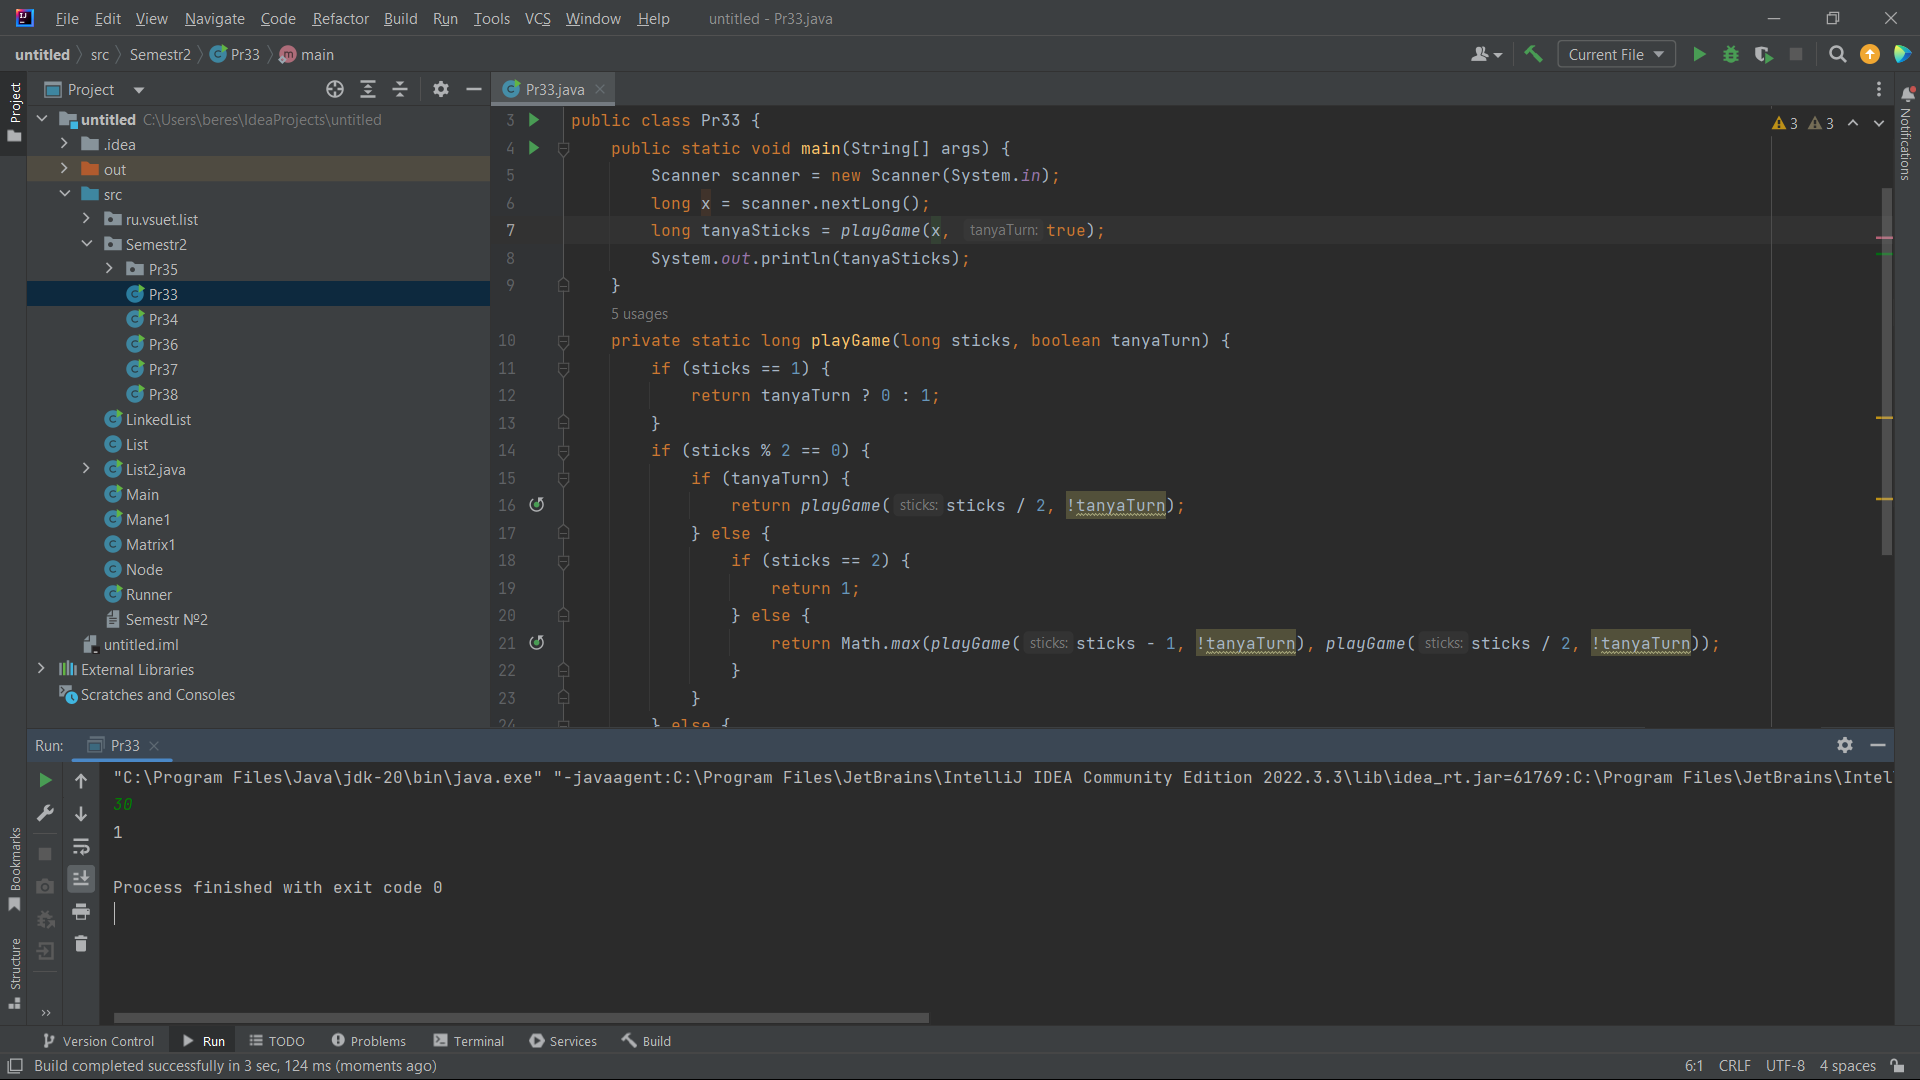 File Edit View Navigate Code Refactor Build Run Tools VCS Window Help untitled - Pr33.java
untitled src Semestr2 Pr33 main
Current File
Project
Project
Pr33.java
Notifications
untitled C:\Users\beres\IdeaProjects\untitled
.idea
out
src
ru.vsuet.list
Semestr2
Pr35
Pr33
Pr34
Pr36
Pr37
Pr38
LinkedList
List
List2.java
Main
Mane1
Matrix1
Node
Runner
Semestr №2
untitled.iml
External Libraries
Scratches and Consoles
3 3
3 public class Pr33 {
4 public static void main(String[] args) {
5 Scanner scanner = new Scanner(System.in);
6 long x = scanner.nextLong();
7 long tanyaSticks = playGame(x, tanyaTurn: true);
8 System.out.println(tanyaSticks);
9 }
5 usages
10 private static long playGame(long sticks, boolean tanyaTurn) {
11 if (sticks == 1) {
12 return tanyaTurn ? 0 : 1;
13 }
14 if (sticks % 2 == 0) {
15 if (tanyaTurn) {
16 return playGame( sticks: sticks / 2, !tanyaTurn);
17 } else {
18 if (sticks == 2) {
19 return 1;
20 } else {
21 return Math.max(playGame( sticks: sticks - 1, !tanyaTurn), playGame( sticks: sticks / 2, !tanyaTurn));
22 }
23 }
24 } else {
Run: Pr33
"C:\Program Files\Java\jdk-20\bin\java.exe" "-javaagent:C:\Program Files\JetBrains\IntelliJ IDEA Community Edition 2022.3.3\lib\idea_rt.jar=61769:C:\Program Files\JetBrains\Intel
30
1
Process finished with exit code 0
Bookmarks
Structure
Version Control Run TODO Problems Terminal Services Build
Build completed successfully in 3 sec, 124 ms (moments ago)
6:1 CRLF UTF-8 4 spaces